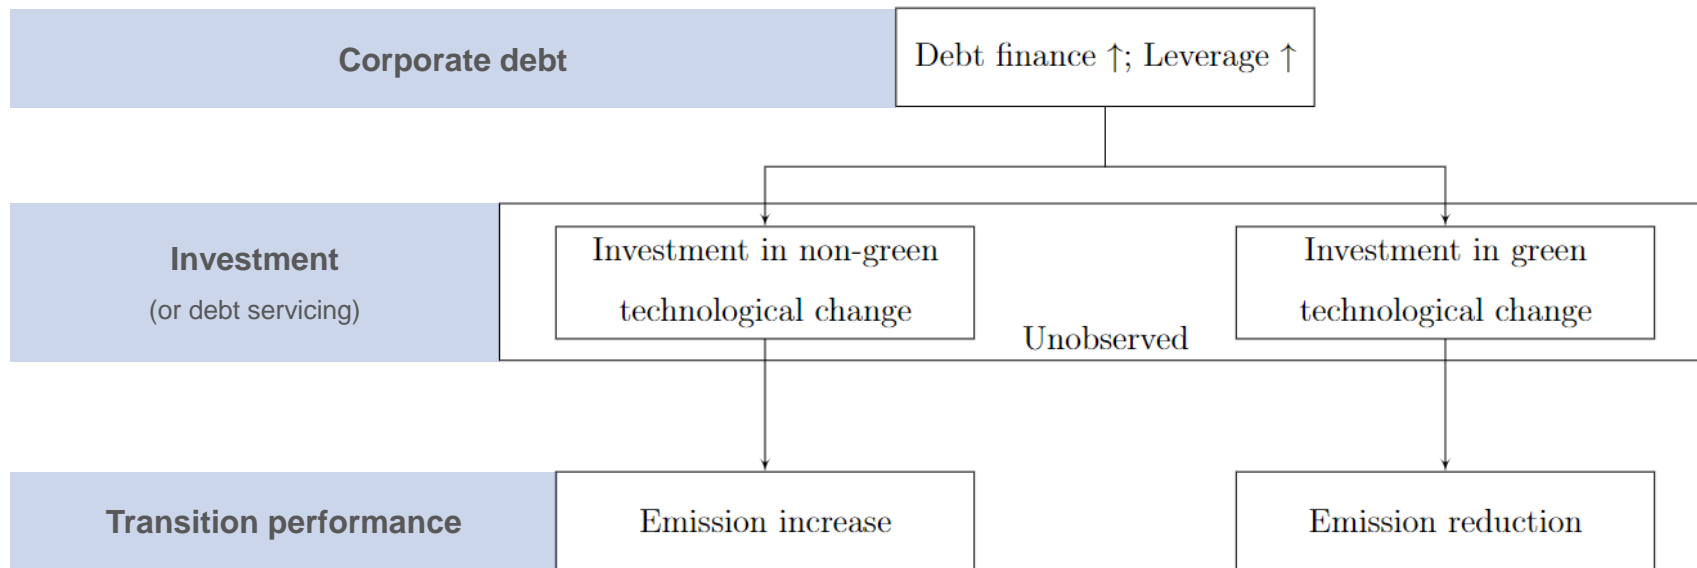 Corporate debt
Debt finance ↑; Leverage ↑
Investment
(or debt servicing)
Investment in non-green
technological change
Investment in green
technological change
Unobserved
Transition performance
Emission increase
Emission reduction